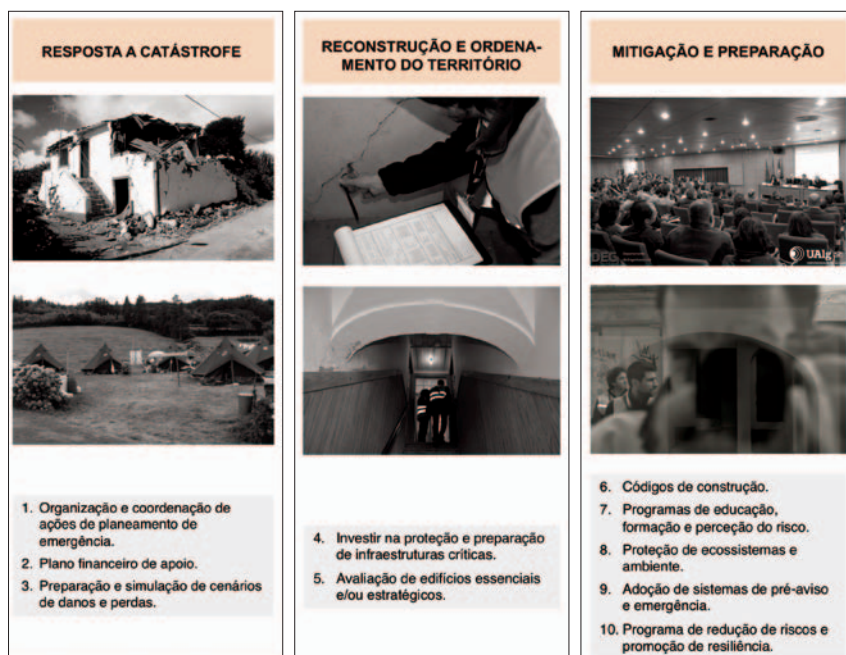 RESPOSTA A CATÁSTROFE
1. Organização e coordenação de
ações de planeamento de
emergência.
2. Plano financeiro de apoio.
3. Preparação e simulação de cenários
de danos e perdas.
RECONSTRUÇÃO E ORDENA-
MENTO DO TERRITÓRIO
4. Investir na proteção e preparação
de infraestruturas críticas.
5. Avaliação de edifícios essenciais
e/ou estratégicos.
MITIGAÇÃO E PREPARAÇÃO
DEG
UAlg
6. Códigos de construção.
7. Programas de educação,
formação e perceção do risco.
8. Proteção de ecossistemas e
ambiente.
9. Adoção de sistemas de pré-aviso
e emergência.
10. Programa de redução de riscos e
promoção de resiliência.